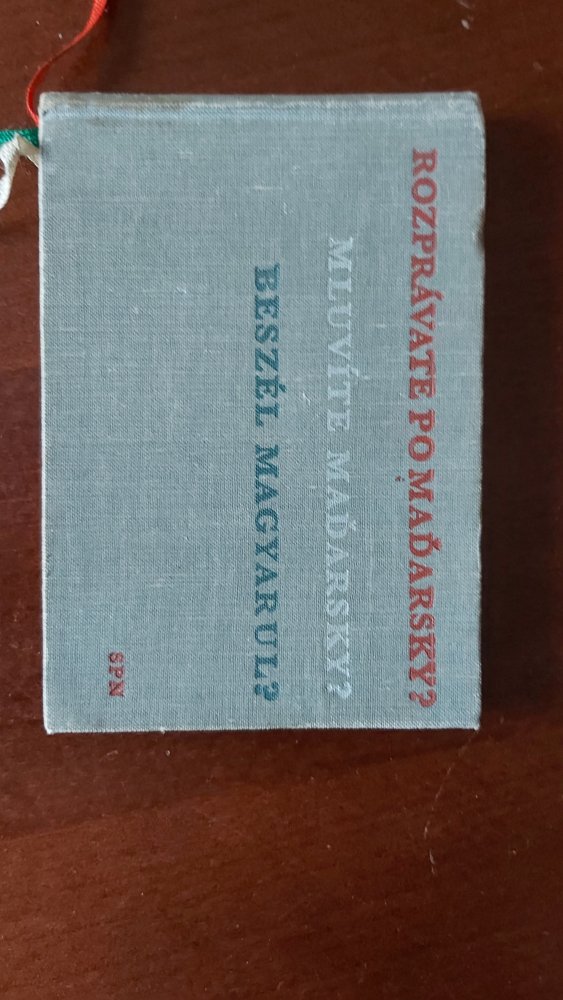 ROZPRÁVATE PO MAĎARSKY?
MLUVÍTE MAĎARSKY?
BESZÉL MAGYARUL?
SPN